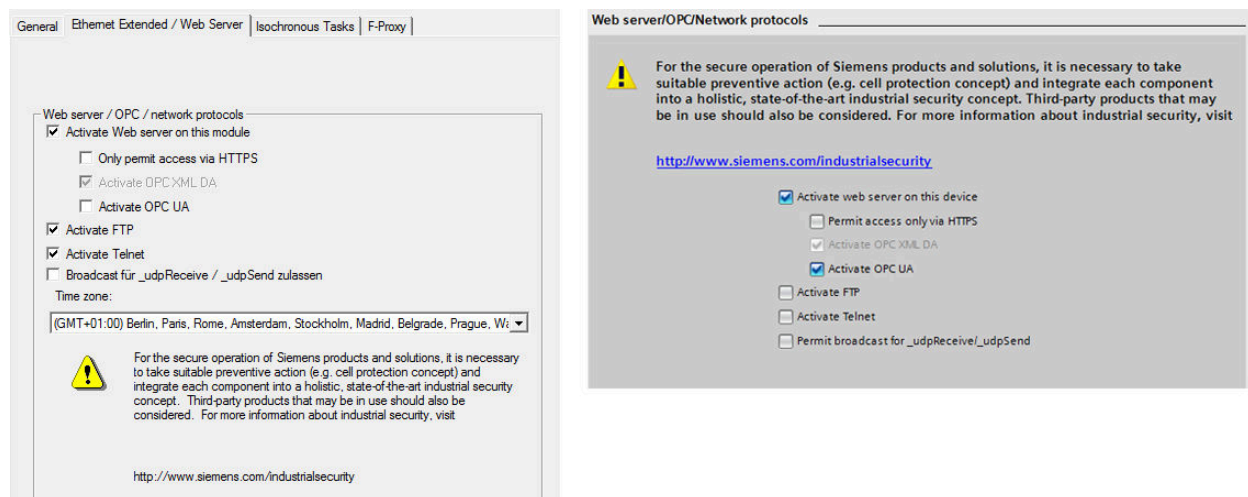 General Ethernet Extended / Web Server Isochronous Tasks F-Proxy
Web server / OPC / network protocols
Activate Web server on this module
Only permit access via HTTPS
Activate OPC XML DA
Activate OPC UA
Activate FTP
Activate Telnet
Broadcast für _udpReceive / _udpSend zulassen
Time zone:
(GMT+01:00) Berlin, Paris, Rome, Amsterdam, Stockholm, Madrid, Belgrade, Prague,
For the secure operation of Siemens products and solutions, it is necessary
to take suitable preventive action (e.g. cell protection concept) and
integrate each component into a holistic, state-of-the-art industrial security
concept. Third-party products that may be in use should also be
considered. For more information about industrial security, visit
http://www.siemens.com/industrialsecurity
Web server/OPC/Network protocols
For the secure operation of Siemens products and solutions, it is necessary to take
suitable preventive action (e.g. cell protection concept) and integrate each component
into a holistic, state-of-the-art industrial security concept. Third-party products that may
be in use should also be considered. For more information about industrial security, visit
http://www.siemens.com/industrialsecurity
Activate web server on this device
Permit access only via HTTPS
Activate OPC XML DA
Activate OPC UA
Activate FTP
Activate Telnet
Permit broadcast for _udpReceive/_udpSend